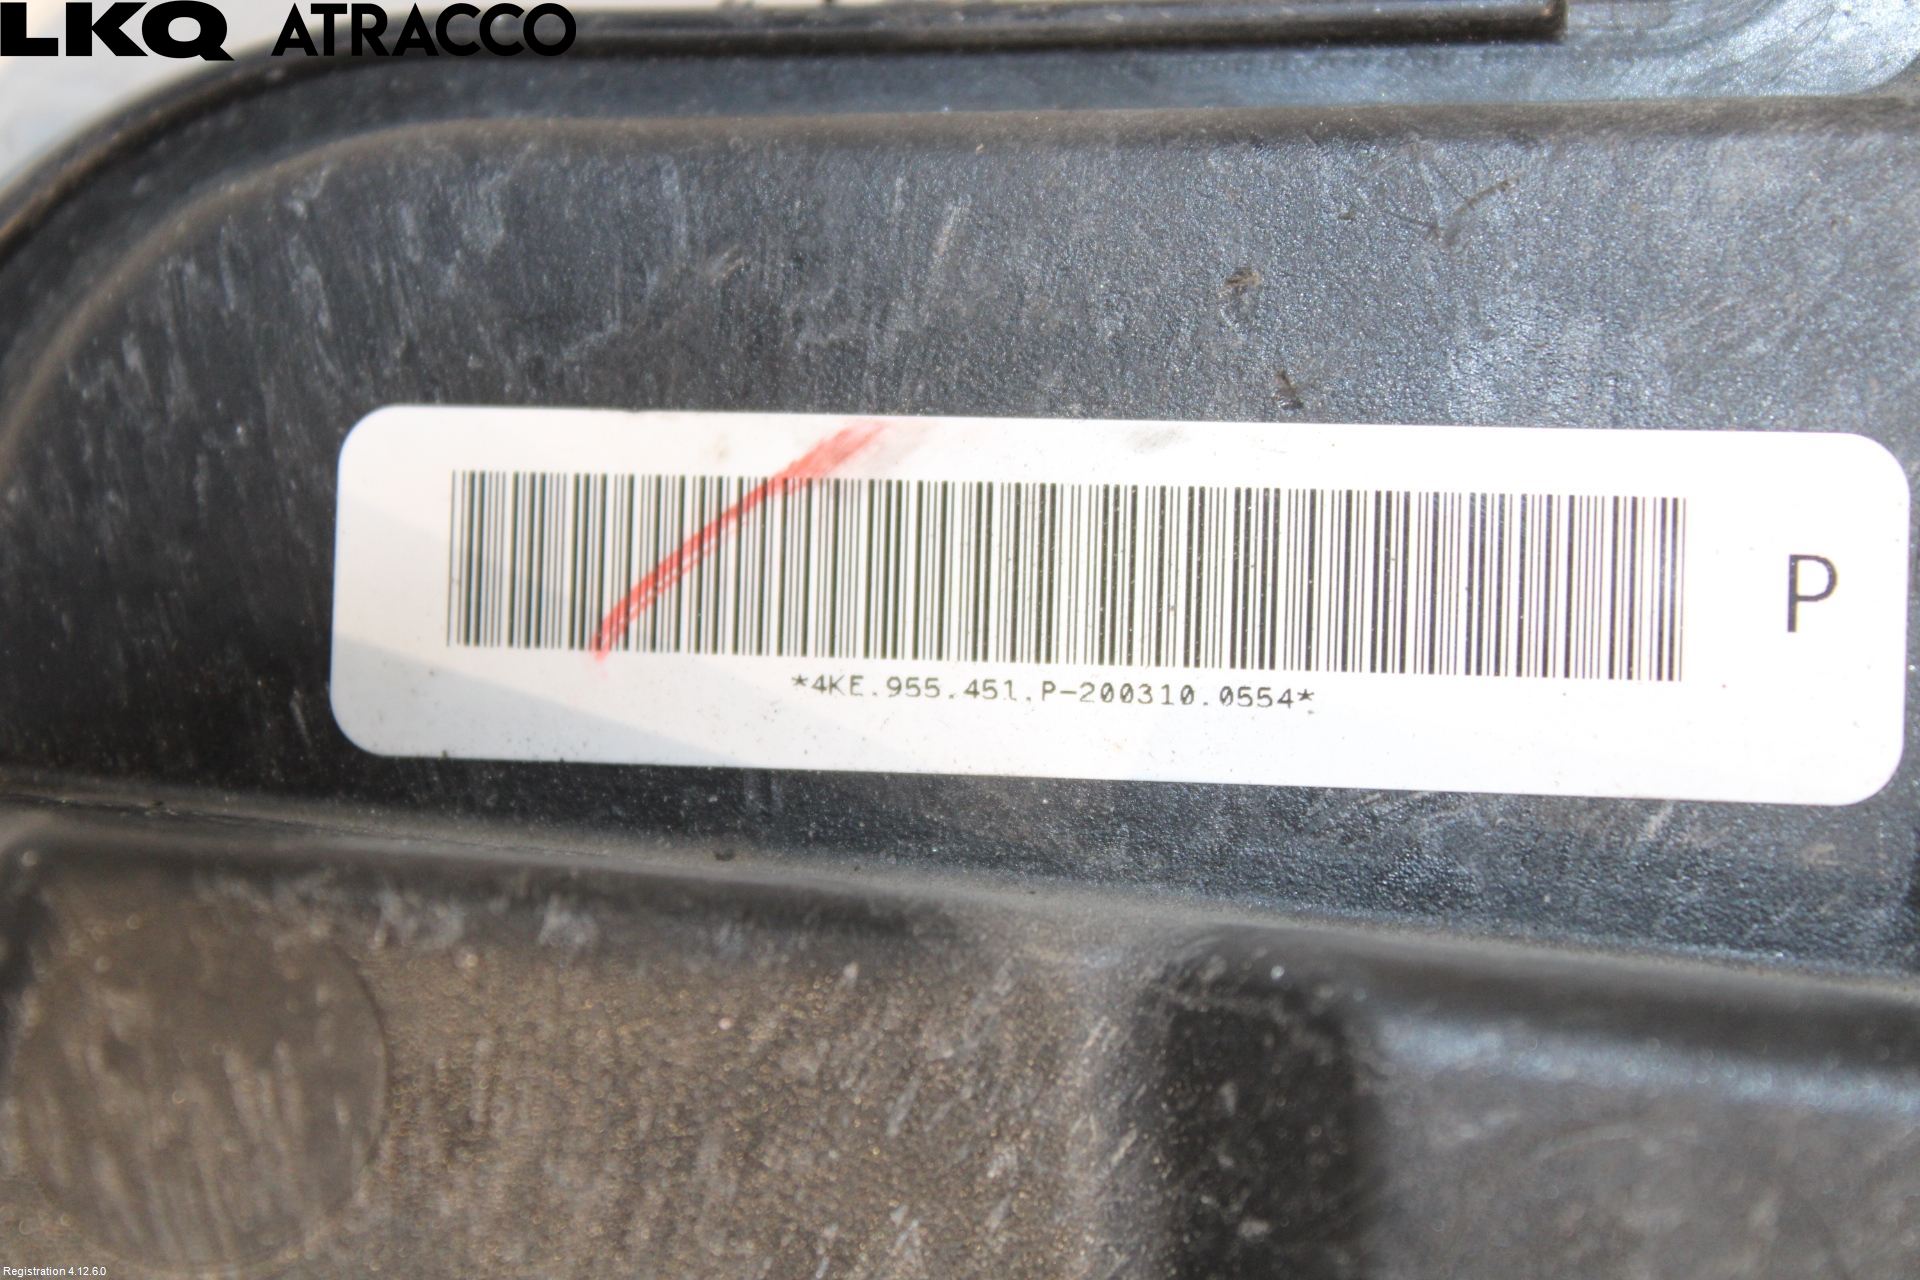 LKQ ATRACCO
P
*4KE.955.451.P-200310.0554*
Registration 4.12.6.0